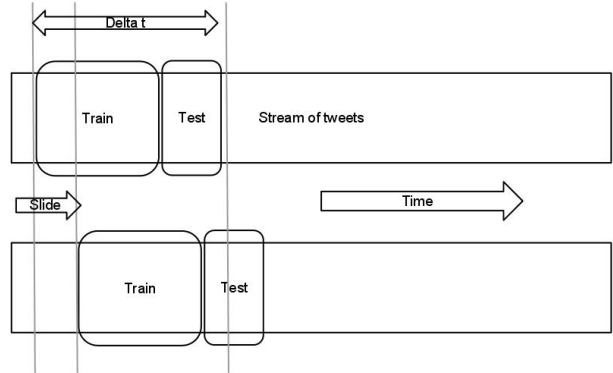 Delta t
Train
Test
Stream of tweets
Slide
Time
Train
Test